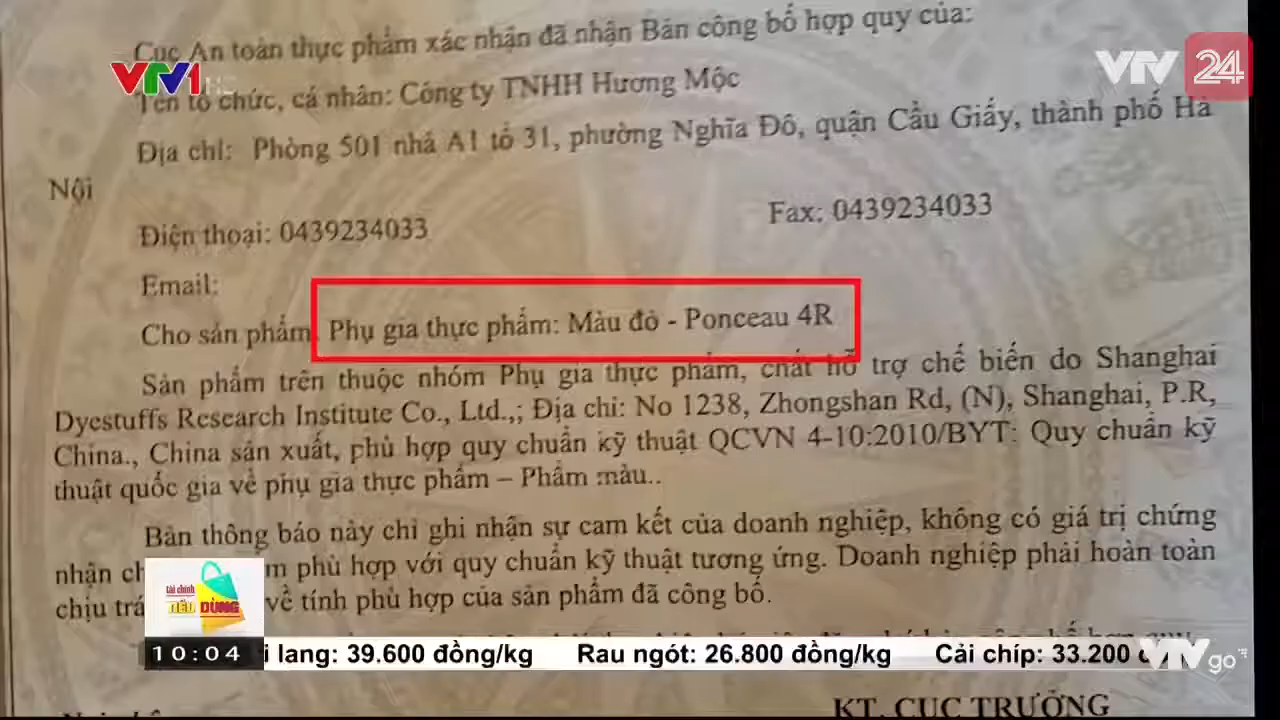 Cục An toàn thực phẩm xác nhận đã nhận Bản công bố hợp quy của:
VTV1 HD
VTV 24
Tên tổ chức, cá nhân: Công ty TNHH Hương Mộc
Địa chỉ: Phòng 501 nhà A1 tổ 31, phường Nghĩa Đô, quận Cầu Giấy, thành phố Hà
Nội
Điện thoại: 0439234033 Fax: 0439234033
Email:
Cho sản phẩm Phụ gia thực phẩm: Màu đỏ - Ponceau 4R
Sản phẩm trên thuộc nhóm Phụ gia thực phẩm, chất hỗ trợ chế biến do Shanghai
Dyestuffs Research Institute Co., Ltd.,; Địa chỉ: No 1238, Zhongshan Rd, (N), Shanghai, P.R,
China., China sản xuất, phù hợp quy chuẩn kỹ thuật QCVN 4-10:2010/BYT: Quy chuẩn kỹ
thuật quốc gia về phụ gia thực phẩm – Phẩm màu..
Bản thông báo này chỉ ghi nhận sự cam kết của doanh nghiệp, không có giá trị chứng
nhận m phù hợp với quy chuẩn kỹ thuật tương ứng. Doanh nghiệp phải hoàn toàn
chịu về tính phù hợp của sản phẩm đã công bố.
tài chính
TIÊU DÙNG
10:04 i lang: 39.600 đồng/kg Rau ngót: 26.800 đồng/kg Cải chíp: 33.200
VTV go
KT. CỤC TRƯỞNG